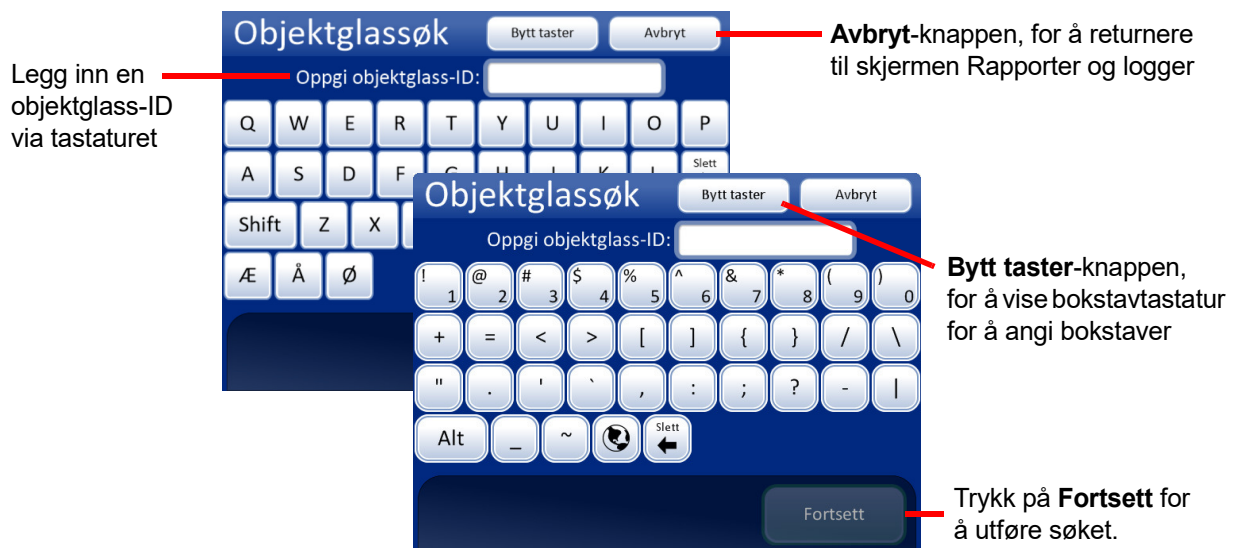 Objektglassøk Bytt taster Avbryt
Avbryt-knappen, for å returnere
til skjermen Rapporter og logger
Legg inn en
objektglass-ID
via tastaturet
Oppgi objektglass-ID:
Q W E R T Y U I O P
A S D F G H J K L Slett
Shift Z X
Æ Å Ø
Objektglassøk Bytt taster Avbryt
Oppgi objektglass-ID:
! 1 @ 2 # 3 $ 4 % 5 ^ 6 & 7 * 8 ( 9 ) 0
+ = < > [ ] { } / \
" . ' ` , : ; ? - |
Alt _ ~ Slett
Bytt taster-knappen,
for å vise bokstavtastatur
for å angi bokstaver
Fortsett
Trykk på Fortsett for
å utføre søket.